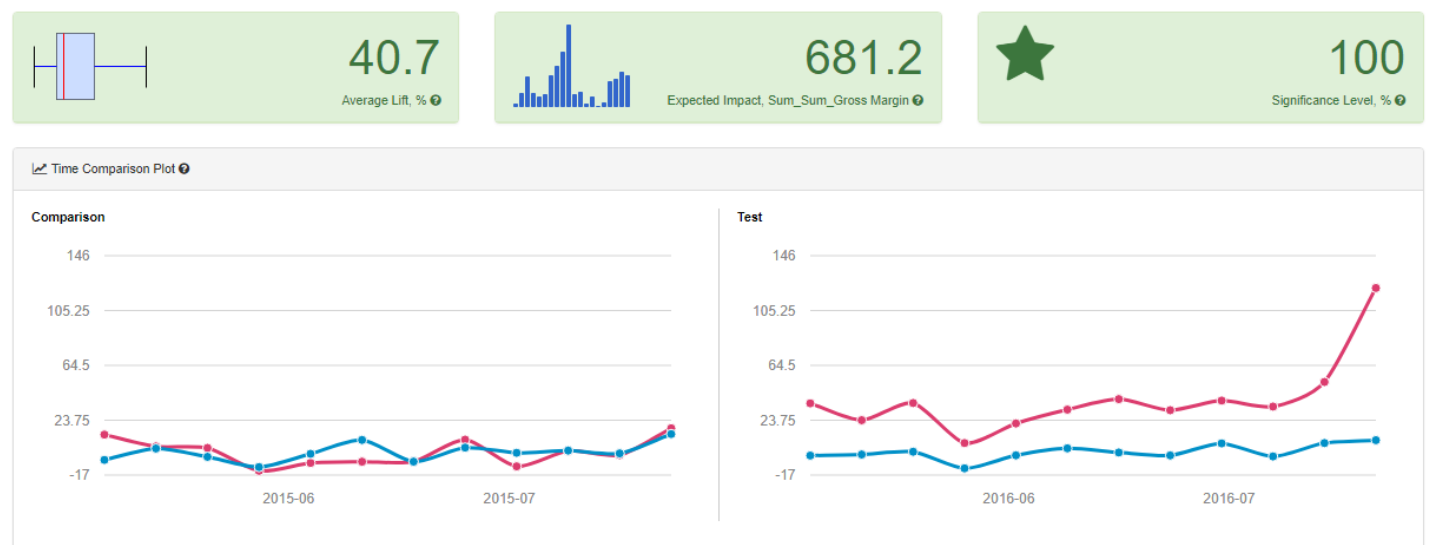 40.7
Average Lift, %
681.2
Expected Impact, Sum_Sum_Gross Margin
100
Significance Level, %
Time Comparison Plot
Comparison
146
105.25
64.5
23.75
-17
2015-06 2015-07
Test
146
105.25
64.5
23.75
-17
2016-06 2016-07